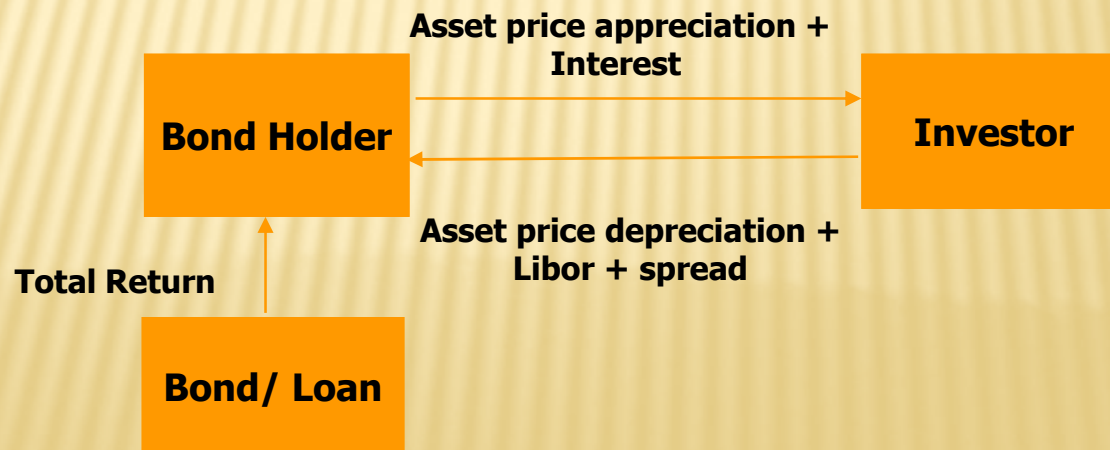 Asset price appreciation +
Interest
Bond Holder
Investor
Asset price depreciation +
Libor + spread
Total Return
Bond/ Loan